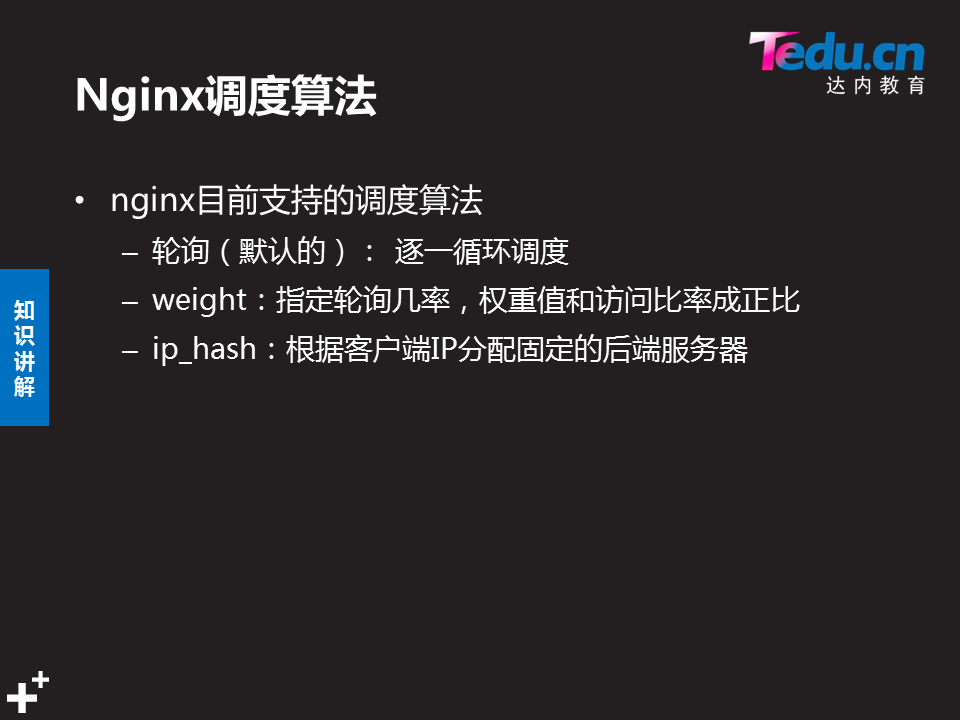 Tedu.cn
达内教育
Nginx调度算法
• nginx目前支持的调度算法
– 轮询（默认的）： 逐一循环调度
– weight：指定轮询几率，权重值和访问比率成正比
– ip_hash：根据客户端IP分配固定的后端服务器
知
识
讲
解